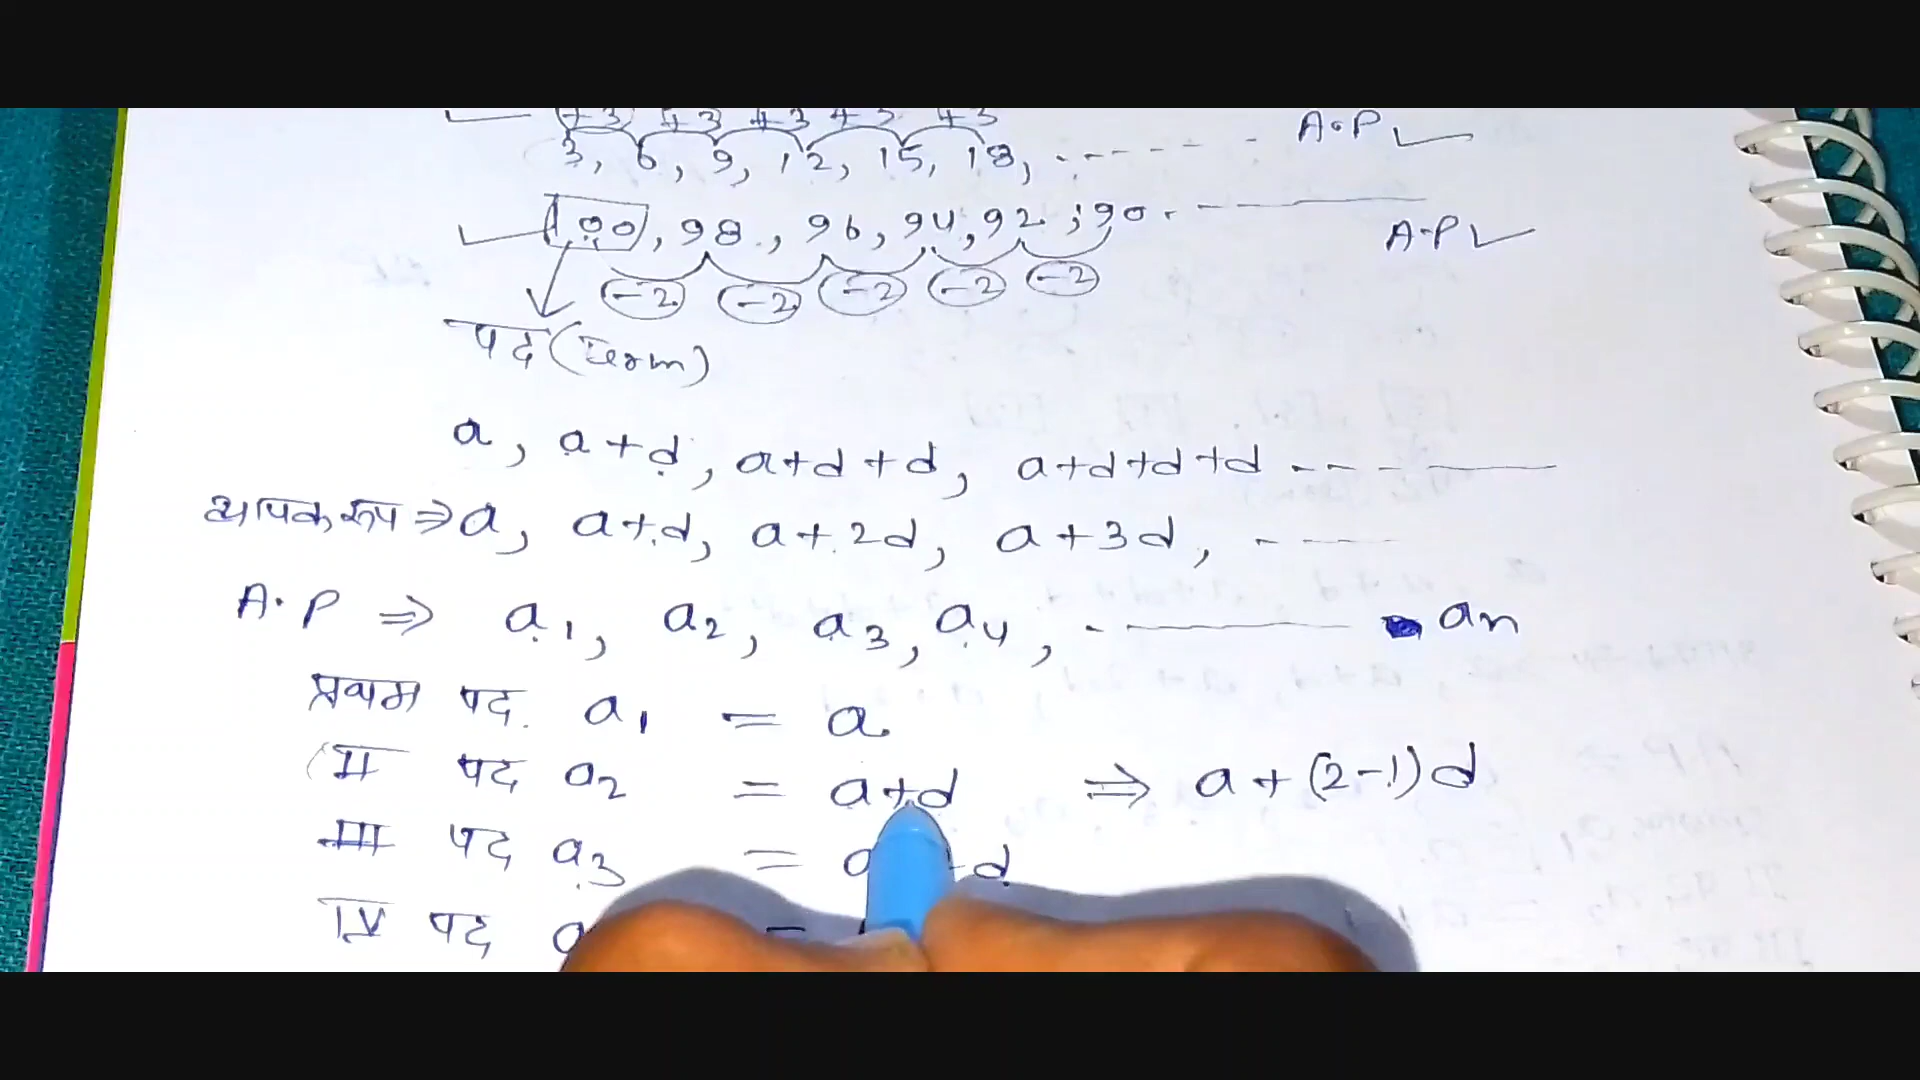 +3 +3 +3 +3 +3
3, 6, 9, 12, 15, 18, ------ A.P ✓
100, 98, 96, 94, 92, 90. ------ A.P ✓
-2 -2 -2 -2 -2
पद (Term)
a, a+d, a+d+d, a+d+d+d ------
व्यापक रूप ⇒ a, a+d, a+2d, a+3d, ------
A.P ⇒ a₁, a₂, a₃, a₄, ------ an
प्रथम पद a₁ = a
II पद a₂ = a+d ⇒ a+(2-1)d
III पद a₃ = d
IV पद a =